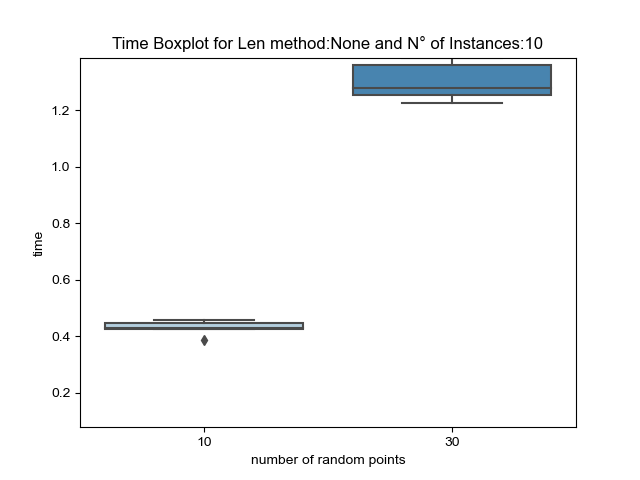 Time Boxplot for Len method:None and N° of Instances:10
1.2
1.0
0.8
0.6
0.4
0.2
time
10 30
number of random points